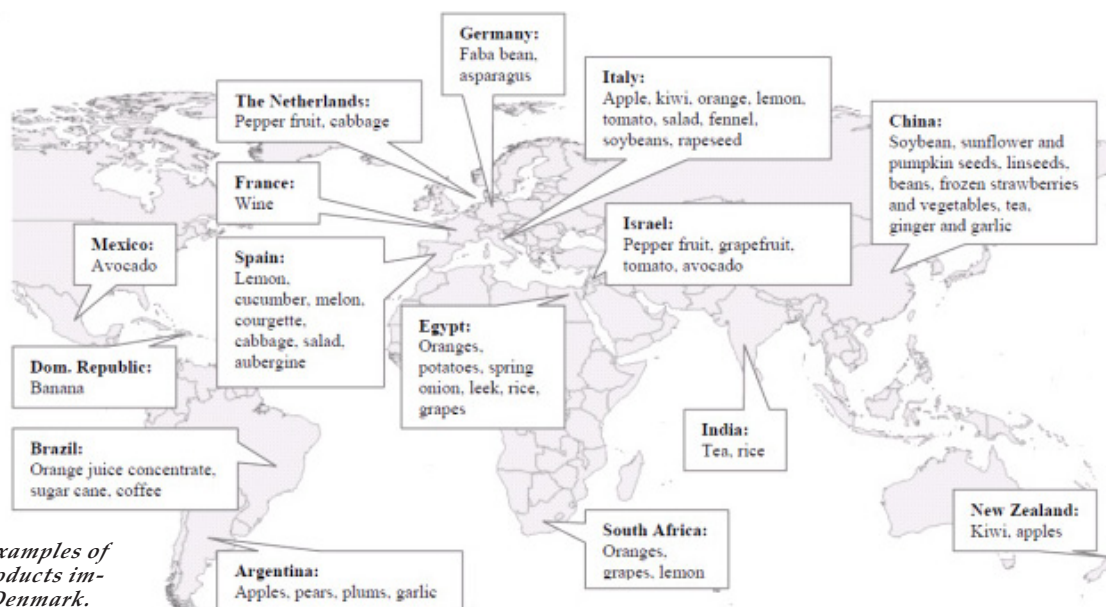 Germany:
Faba bean,
asparagus
The Netherlands:
Pepper fruit, cabbage
Italy:
Apple, kiwi, orange, lemon,
tomato, salad, fennel,
soybeans, rapeseed
China:
Soybean, sunflower and
pumpkin seeds, linseeds,
beans, frozen strawberries
and vegetables, tea,
ginger and garlic
France:
Wine
Mexico:
Avocado
Spain:
Lemon,
cucumber, melon,
courgette,
cabbage, salad,
aubergine
Israel:
Pepper fruit, grapefruit,
tomato, avocado
Egypt:
Oranges,
potatoes, spring
onion, leek, rice,
grapes
Dom. Republic:
Banana
India:
Tea, rice
Brazil:
Orange juice concentrate,
sugar cane, coffee
New Zealand:
Kiwi, apples
South Africa:
Oranges,
grapes, lemon
Argentina:
Apples, pears, plums, garlic
xamples of
oducts im-
Denmark.